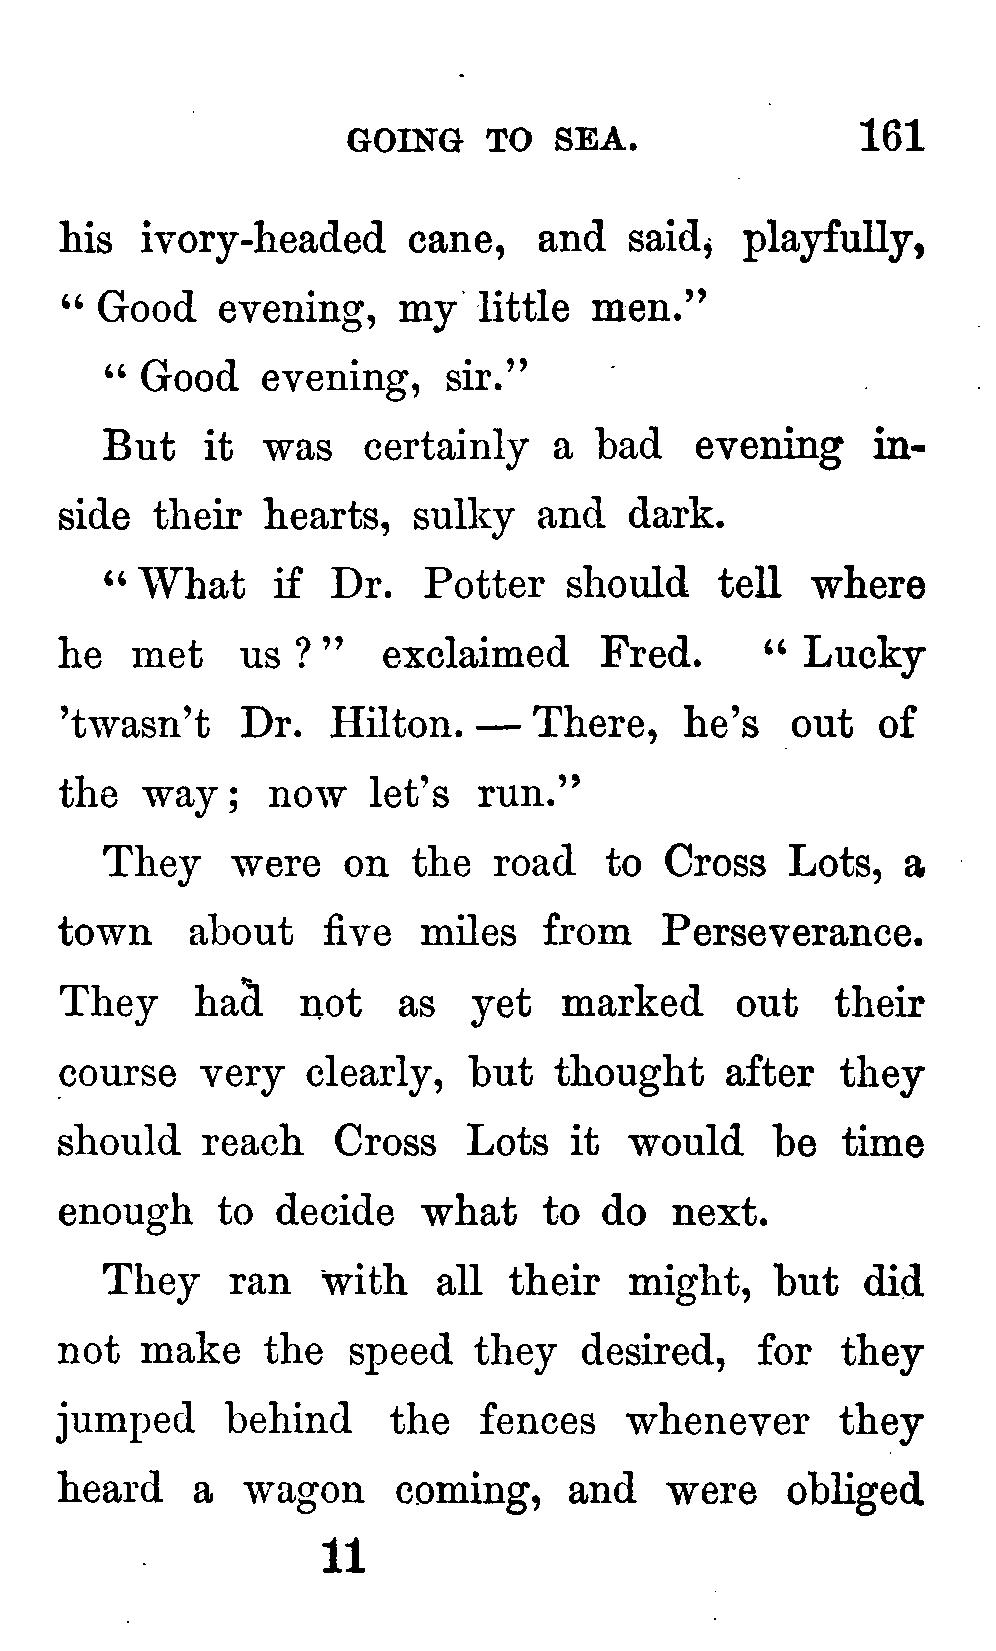 GOING TO SEA. 161
his ivory-headed cane, and said, playfully,
“ Good evening, my little men.”
“ Good evening, sir.”
But it was certainly a bad evening in-
side their hearts, sulky and dark.
“ What if Dr. Potter should tell where
he met us ? ” exclaimed Fred. “ Lucky
’twasn’t Dr. Hilton. — There, he’s out of
the way ; now let’s run.”
They were on the road to Cross Lots, a
town about five miles from Perseverance.
They had not as yet marked out their
course very clearly, but thought after they
should reach Cross Lots it would be time
enough to decide what to do next.
They ran with all their might, but did
not make the speed they desired, for they
jumped behind the fences whenever they
heard a wagon coming, and were obliged
11